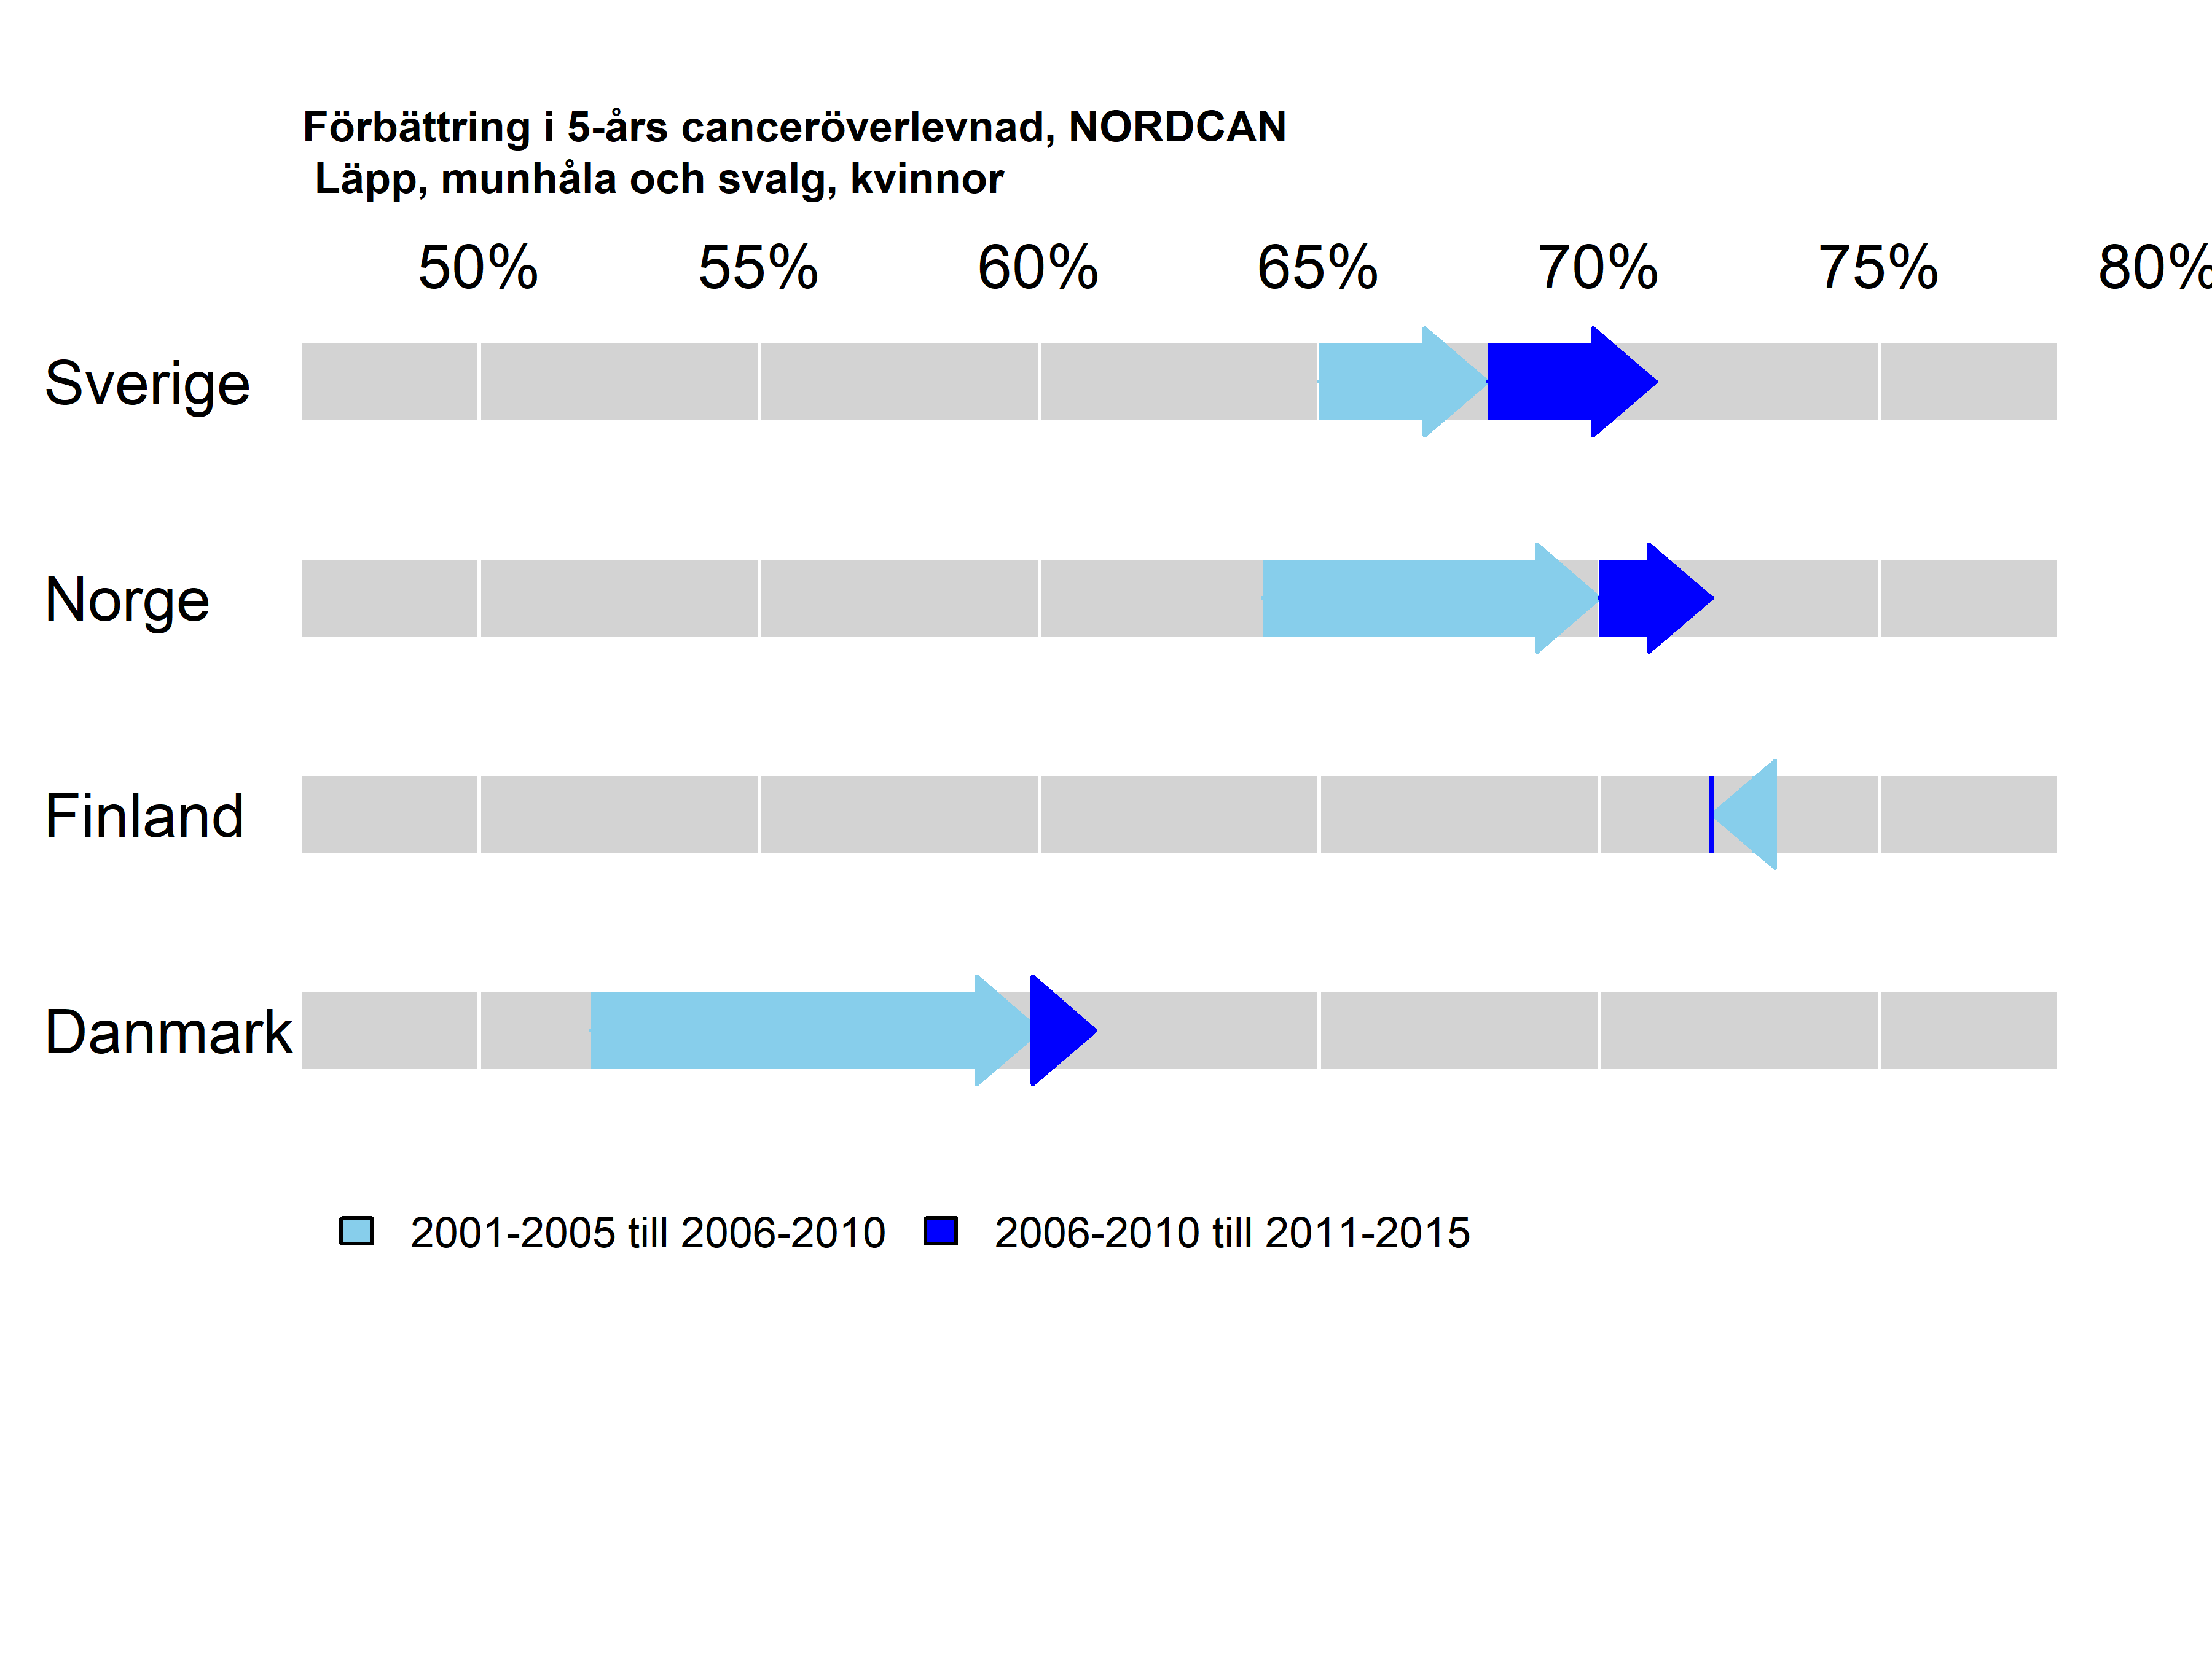 Förbättring i 5-års canceröverlevnad, NORDCAN
Läpp, munhåla och svalg, kvinnor
50% 55% 60% 65% 70% 75% 80%
Sverige
Norge
Finland
Danmark
2001-2005 till 2006-2010 2006-2010 till 2011-2015